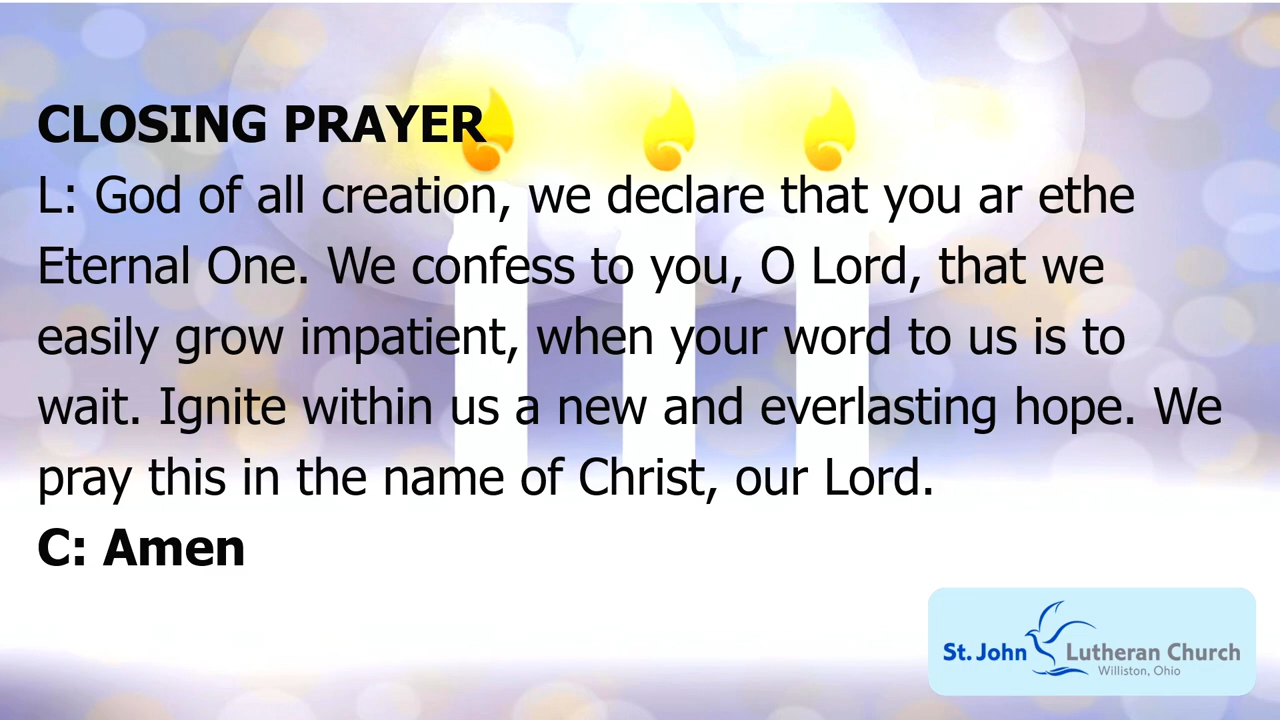 CLOSING PRAYER
L: God of all creation, we declare that you ar ethe
Eternal One. We confess to you, O Lord, that we
easily grow impatient, when your word to us is to
wait. Ignite within us a new and everlasting hope. We
pray this in the name of Christ, our Lord.
C: Amen
St. John Lutheran Church
Williston, Ohio